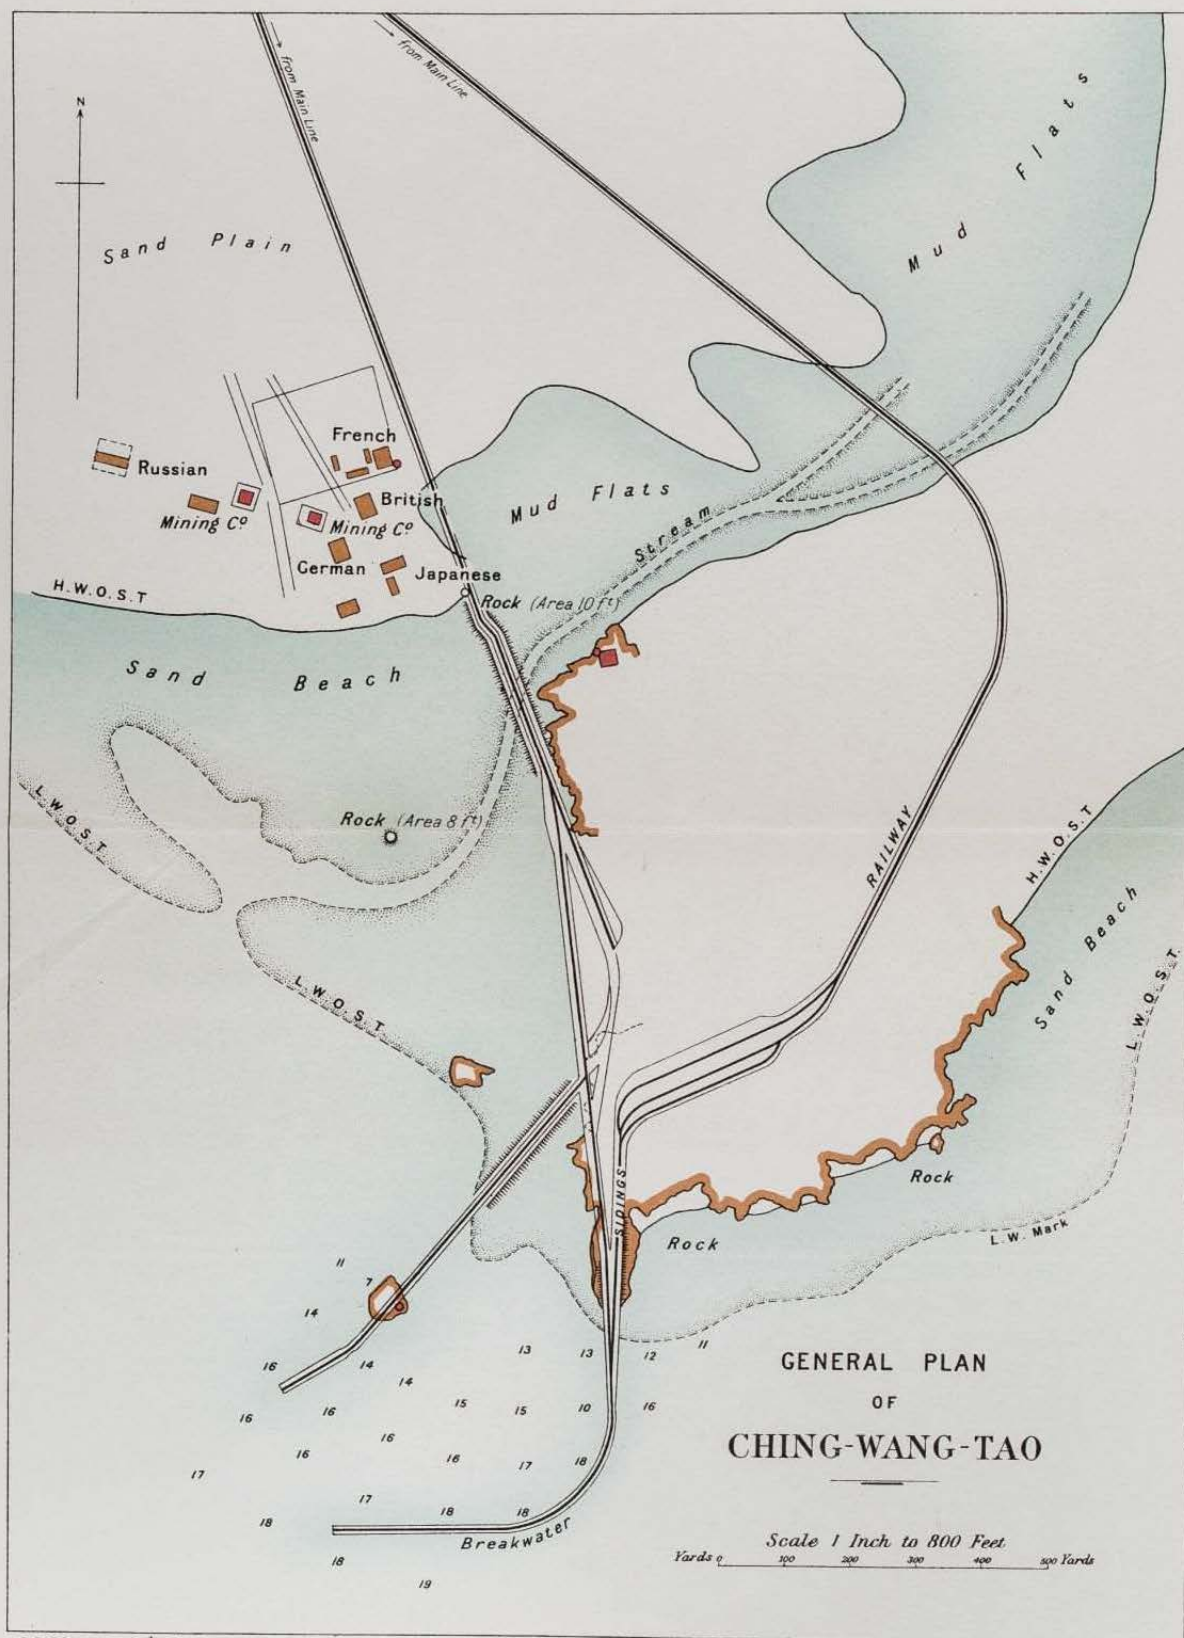 from Main Line
from Main Line
N
Sand Plain
Mud Flats
French
Russian
British
Mining Co.
Mining Co.
Mud Flats
Stream
German
Japanese
H.W.O.S.T
Rock (Area 10 ft)
Sand Beach
L.W.O.S.T
Rock (Area 8 ft)
RAILWAY
H.W.O.S.T
Sand Beach
L.W.O.S.T.
L.W.O.S.T.
SIDINGS
Rock
Rock
L.W. Mark
11
7
14
13
13
12
11
16
14
14
16
16
15
15
10
16
16
16
16
17
18
17
17
18
18
18
Breakwater
18
19
GENERAL PLAN
OF
CHING-WANG-TAO
Scale 1 Inch to 800 Feet
Yards 0 100 200 300 400 500 Yards